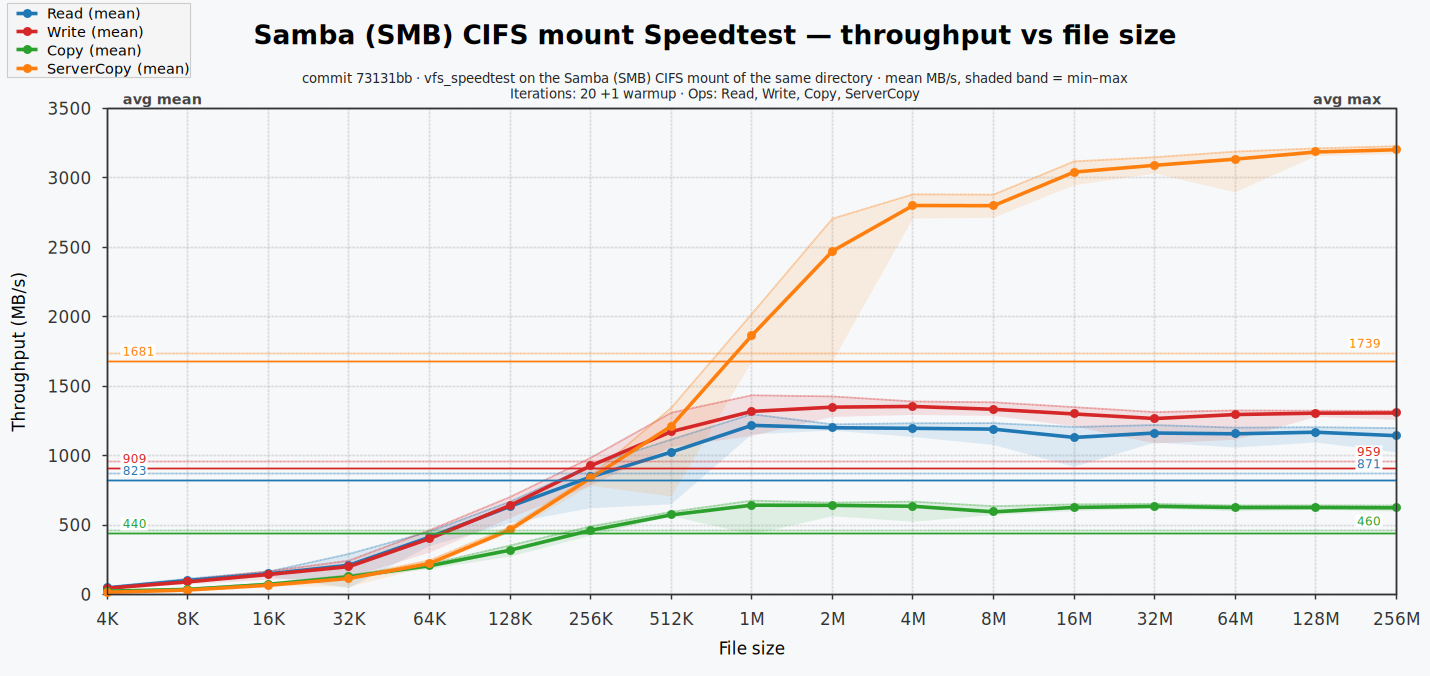 Read (mean)
Write (mean)
Copy (mean)
ServerCopy (mean)
Samba (SMB) CIFS mount Speedtest — throughput vs file size
commit 73131bb · vfs_speedtest on the Samba (SMB) CIFS mount of the same directory · mean MB/s, shaded band = min–max
Iterations: 20 +1 warmup · Ops: Read, Write, Copy, ServerCopy
avg mean
avg max
Throughput (MB/s)
3500
3000
2500
2000
1500
1000
500
0
1681
1739
909
959
823
871
440
460
4K 8K 16K 32K 64K 128K 256K 512K 1M 2M 4M 8M 16M 32M 64M 128M 256M
File size